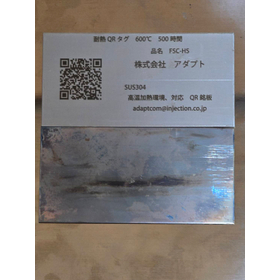 耐熱 QR タグ　600℃　500 時間
品名　FSC-HS
株式会社　アダプト
SUS304
高温加熱環境，対応　QR 銘板
adaptcom@injection.co.jp